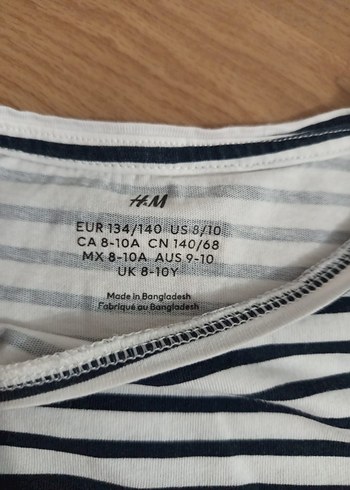 H&M
EUR 134/140 US 8/10
CA 8-10A CN 140/68
MX 8-10A AUS 9-10
UK 8-10Y
Made in Bangladesh
Fabriqué au Bangladesh